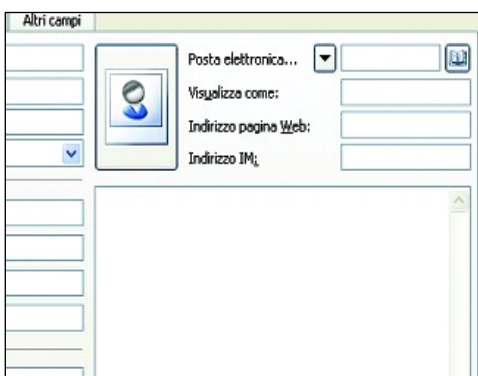 Altri campi
Posta elettronica...
Visualizza come:
Indirizzo pagina Web:
Indirizzo IM: